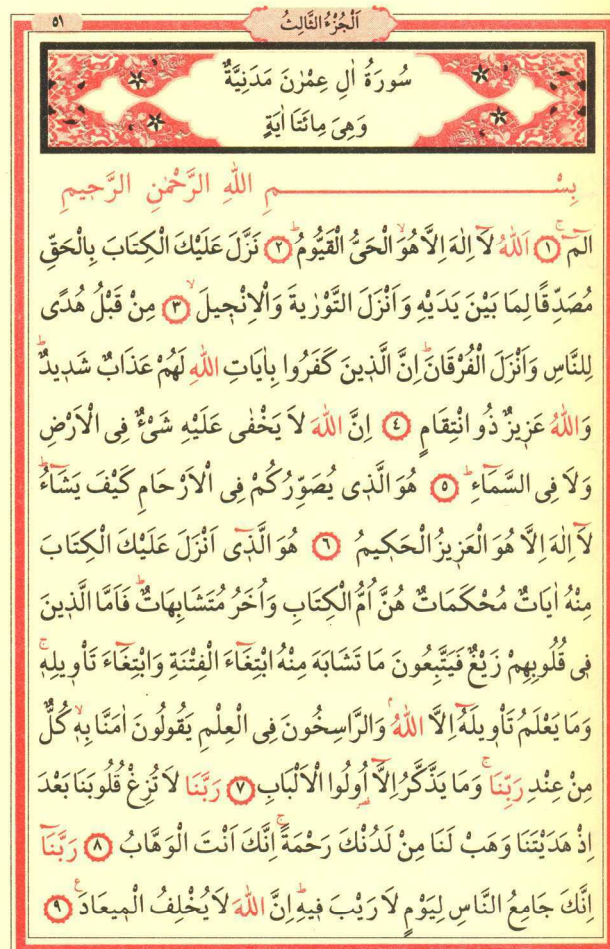 ٥١
اَلْجُزْءُ الثَّالِثُ
سُورَةُ اٰلِ عِمْرٰنَ مَدَنِيَّةٌ
وَهِىَ مِائَتَا اٰيَةٍ
بِسْــــــــــــــــــــمِ اللّٰهِ الرَّحْمٰنِ الرَّحٖيمِ
الٓمٓۚ ﴿١﴾ اَللّٰهُ لَٓا اِلٰهَ اِلَّا هُوَۙ الْحَىُّ الْقَيُّومُؕ ﴿٢﴾ نَزَّلَ عَلَيْكَ الْكِتَابَ بِالْحَقِّ
مُصَدِّقًا لِمَا بَيْنَ يَدَيْهِ وَاَنْزَلَ التَّوْرٰيةَ وَالْاِنْجٖيلَۙ ﴿٣﴾ مِنْ قَبْلُ هُدًى
لِلنَّاسِ وَاَنْزَلَ الْفُرْقَانَؕ اِنَّ الَّذٖينَ كَفَرُوا بِاٰيَاتِ اللّٰهِ لَهُمْ عَذَابٌ شَدٖيدٌؕ
وَاللّٰهُ عَزٖيزٌ ذُو انْتِقَامٍ ﴿٤﴾ اِنَّ اللّٰهَ لَا يَخْفٰى عَلَيْهِ شَىْءٌ فِى الْاَرْضِ
وَلَا فِى السَّمَٓاءِؕ ﴿٥﴾ هُوَ الَّذٖى يُصَوِّرُكُمْ فِى الْاَرْحَامِ كَيْفَ يَشَٓاءُؕ
لَٓا اِلٰهَ اِلَّا هُوَ الْعَزٖيزُ الْحَكٖيمُ ﴿٦﴾ هُوَ الَّذٖٓى اَنْزَلَ عَلَيْكَ الْكِتَابَ
مِنْهُ اٰيَاتٌ مُحْكَمَاتٌ هُنَّ اُمُّ الْكِتَابِ وَاُخَرُ مُتَشَابِهَاتٌؕ فَاَمَّا الَّذٖينَ
فٖى قُلُوبِهِمْ زَيْغٌ فَيَتَّبِعُونَ مَا تَشَابَهَ مِنْهُ ابْتِغَٓاءَ الْفِتْنَةِ وَابْتِغَٓاءَ تَاْوٖيلِهٖۚ
وَمَا يَعْلَمُ تَاْوٖيلَهُٓ اِلَّا اللّٰهُۢ وَالرَّاسِخُونَ فِى الْعِلْمِ يَقُولُونَ اٰمَنَّا بِهٖۙ كُلٌّ
مِنْ عِنْدِ رَبِّنَاۚ وَمَا يَذَّكَّرُ اِلَّٓا اُولُوا الْاَلْبَابِ ﴿٧﴾ رَبَّنَا لَا تُزِغْ قُلُوبَنَا بَعْدَ
اِذْ هَدَيْتَنَا وَهَبْ لَنَا مِنْ لَدُنْكَ رَحْمَةًۚ اِنَّكَ اَنْتَ الْوَهَّابُ ﴿٨﴾ رَبَّنَٓا
اِنَّكَ جَامِعُ النَّاسِ لِيَوْمٍ لَا رَيْبَ فٖيهِؕ اِنَّ اللّٰهَ لَا يُخْلِفُ الْمٖيعَادَࣖ ﴿٩﴾